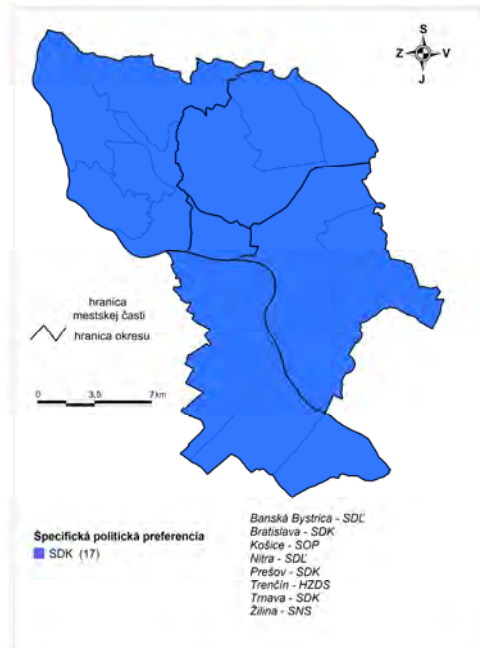 S
Z V
J
hranica
mestskej časti
hranica okresu
0 3,5 7 km
Špecifická politická preferencia
SDK (17)
Banská Bystrica - SDĽ
Bratislava - SDK
Košice - SOP
Nitra - SDĽ
Prešov - SDK
Trenčín - HZDS
Trnava - SDK
Žilina - SNS